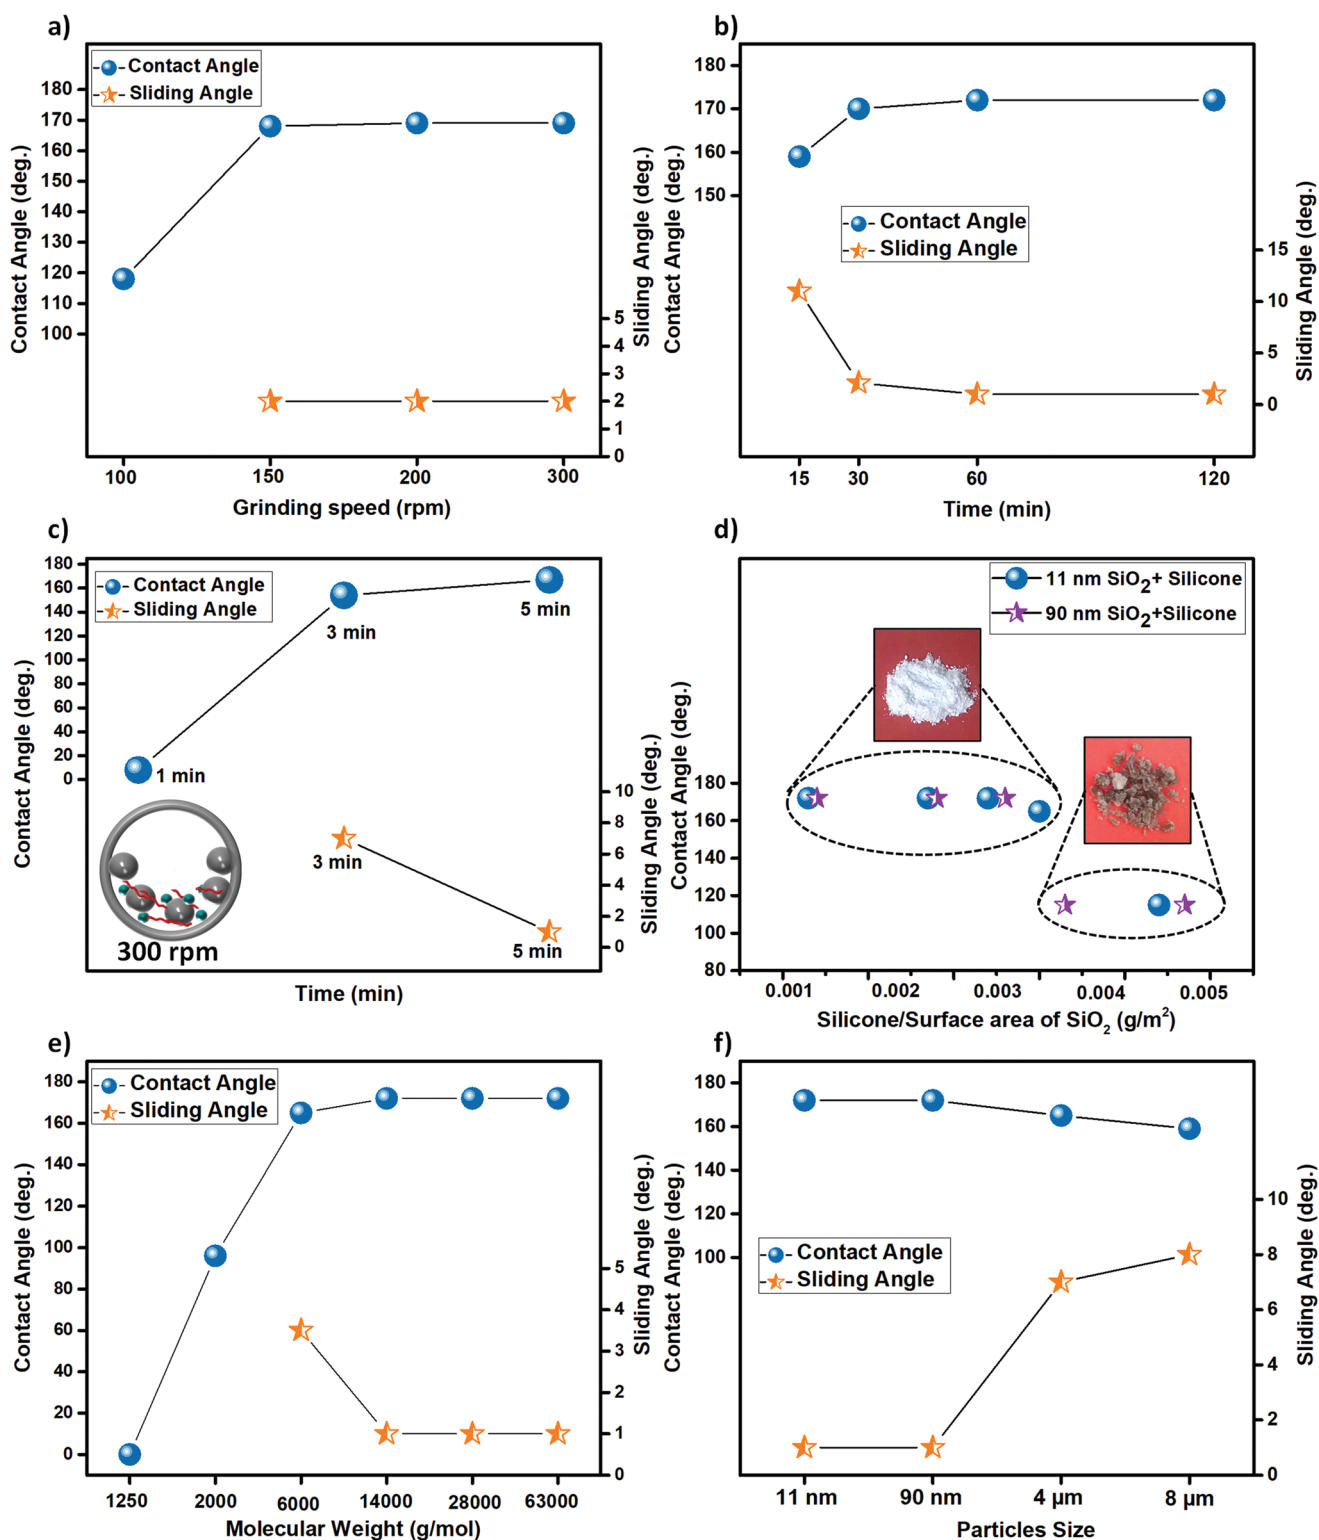 a)
Contact Angle
Sliding Angle
180
170
160
150
140
130
120
110
100
Contact Angle (deg.)
5
4
3
2
1
0
Sliding Angle (deg.)
100 150 200 300
Grinding speed (rpm)
b)
180
170
160
150
Contact Angle (deg.)
Contact Angle
Sliding Angle
15
10
5
0
Sliding Angle (deg.)
15 30 60 120
Time (min)
c)
Contact Angle
Sliding Angle
180
160
140
120
100
80
60
40
20
0
Contact Angle (deg.)
1 min
3 min
5 min
3 min
5 min
300 rpm
10
8
6
4
2
0
Sliding Angle (deg.)
Time (min)
d)
11 nm SiO2+ Silicone
90 nm SiO2+Silicone
180
160
140
120
100
80
Contact Angle (deg.)
0.001 0.002 0.003 0.004 0.005
Silicone/Surface area of SiO2 (g/m2)
e)
Contact Angle
Sliding Angle
180
160
140
120
100
80
60
40
20
0
Contact Angle (deg.)
5
4
3
2
1
0
Sliding Angle (deg.)
1250 2000 6000 14000 28000 63000
Molecular Weight (g/mol)
f)
180
160
140
120
100
Contact Angle (deg.)
Contact Angle
Sliding Angle
10
8
6
4
2
0
Sliding Angle (deg.)
11 nm 90 nm 4 µm 8 µm
Particles Size